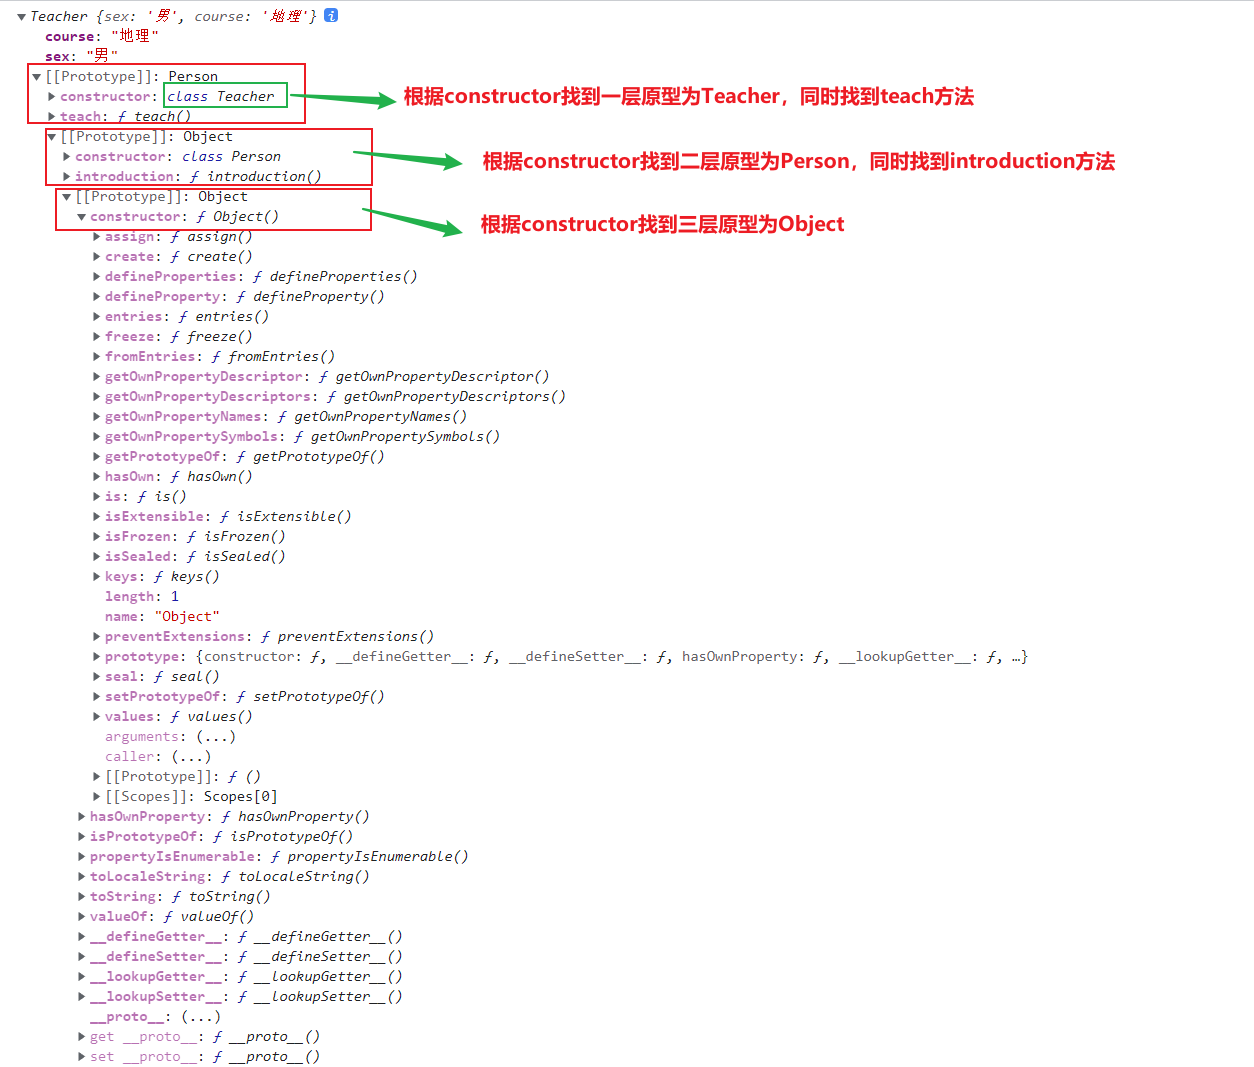 Teacher {sex: '男', course: '地理'} i
course: "地理"
sex: "男"
[[Prototype]]: Person
constructor: class Teacher
根据constructor找到一层原型为Teacher，同时找到teach方法
teach: ƒ teach()
[[Prototype]]: Object
constructor: class Person
根据constructor找到二层原型为Person，同时找到introduction方法
introduction: ƒ introduction()
[[Prototype]]: Object
constructor: ƒ Object()
根据constructor找到三层原型为Object
assign: ƒ assign()
create: ƒ create()
defineProperties: ƒ defineProperties()
defineProperty: ƒ defineProperty()
entries: ƒ entries()
freeze: ƒ freeze()
fromEntries: ƒ fromEntries()
getOwnPropertyDescriptor: ƒ getOwnPropertyDescriptor()
getOwnPropertyDescriptors: ƒ getOwnPropertyDescriptors()
getOwnPropertyNames: ƒ getOwnPropertyNames()
getOwnPropertySymbols: ƒ getOwnPropertySymbols()
getPrototypeOf: ƒ getPrototypeOf()
hasOwn: ƒ hasOwn()
is: ƒ is()
isExtensible: ƒ isExtensible()
isFrozen: ƒ isFrozen()
isSealed: ƒ isSealed()
keys: ƒ keys()
length: 1
name: "Object"
preventExtensions: ƒ preventExtensions()
prototype: {constructor: ƒ, __defineGetter__: ƒ, __defineSetter__: ƒ, hasOwnProperty: ƒ, __lookupGetter__: ƒ, …}
seal: ƒ seal()
setPrototypeOf: ƒ setPrototypeOf()
values: ƒ values()
arguments: (...)
caller: (...)
[[Prototype]]: ƒ ()
[[Scopes]]: Scopes[0]
hasOwnProperty: ƒ hasOwnProperty()
isPrototypeOf: ƒ isPrototypeOf()
propertyIsEnumerable: ƒ propertyIsEnumerable()
toLocaleString: ƒ toLocaleString()
toString: ƒ toString()
valueOf: ƒ valueOf()
__defineGetter__: ƒ __defineGetter__()
__defineSetter__: ƒ __defineSetter__()
__lookupGetter__: ƒ __lookupGetter__()
__lookupSetter__: ƒ __lookupSetter__()
__proto__: (...)
get __proto__: ƒ __proto__()
set __proto__: ƒ __proto__()